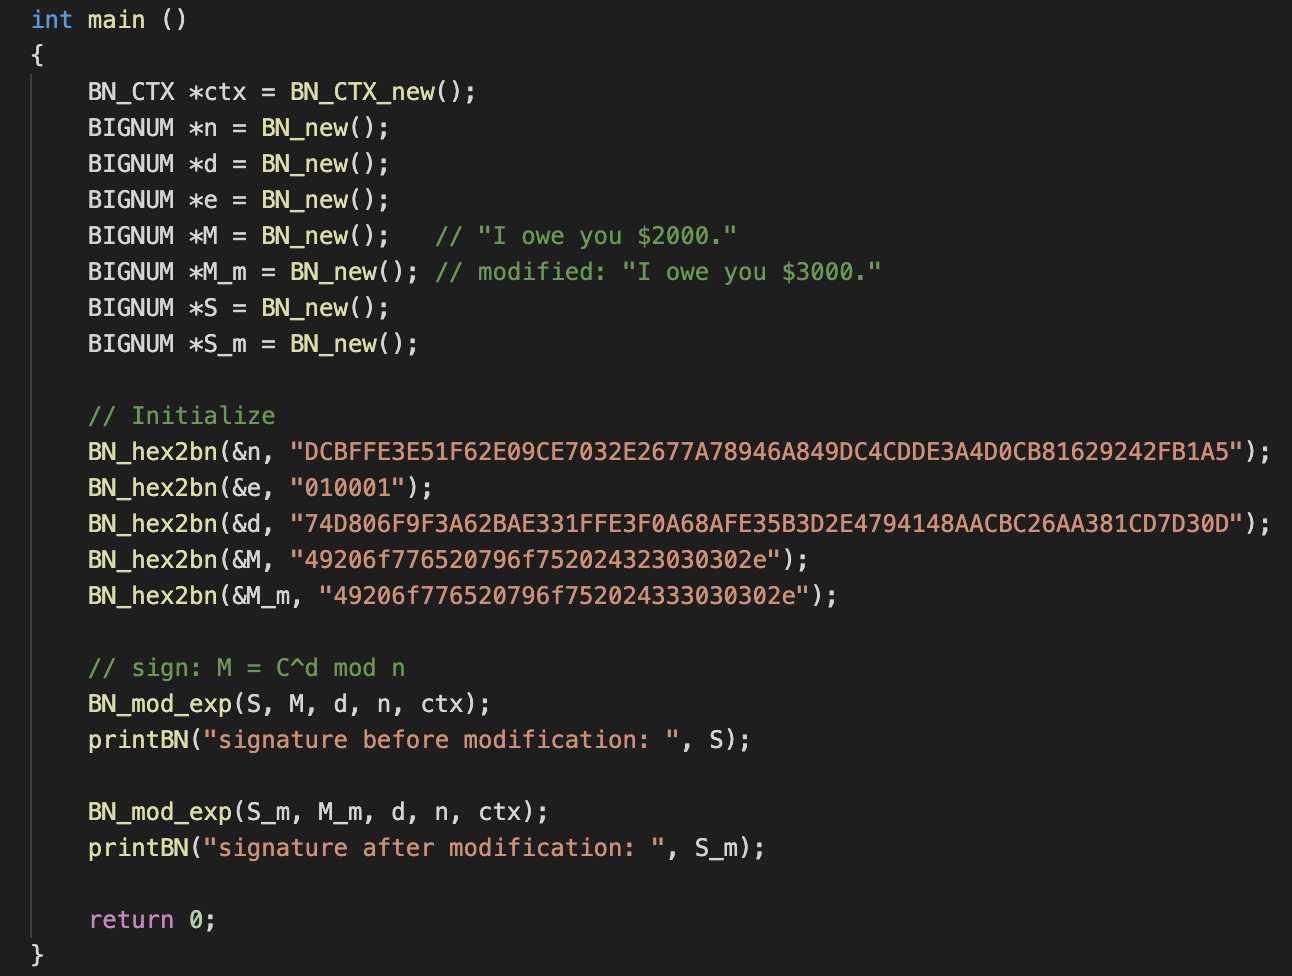 int main ()
{
    BN_CTX *ctx = BN_CTX_new();
    BIGNUM *n = BN_new();
    BIGNUM *d = BN_new();
    BIGNUM *e = BN_new();
    BIGNUM *M = BN_new();   // "I owe you $2000."
    BIGNUM *M_m = BN_new(); // modified: "I owe you $3000."
    BIGNUM *S = BN_new();
    BIGNUM *S_m = BN_new();

    // Initialize
    BN_hex2bn(&n, "DCBFFE3E51F62E09CE7032E2677A78946A849DC4CDDE3A4D0CB81629242FB1A5");
    BN_hex2bn(&e, "010001");
    BN_hex2bn(&d, "74D806F9F3A62BAE331FFE3F0A68AFE35B3D2E4794148AACBC26AA381CD7D30D");
    BN_hex2bn(&M, "49206f776520796f752024323030302e");
    BN_hex2bn(&M_m, "49206f776520796f752024333030302e");

    // sign: M = C^d mod n
    BN_mod_exp(S, M, d, n, ctx);
    printBN("signature before modification: ", S);

    BN_mod_exp(S_m, M_m, d, n, ctx);
    printBN("signature after modification: ", S_m);

    return 0;
}